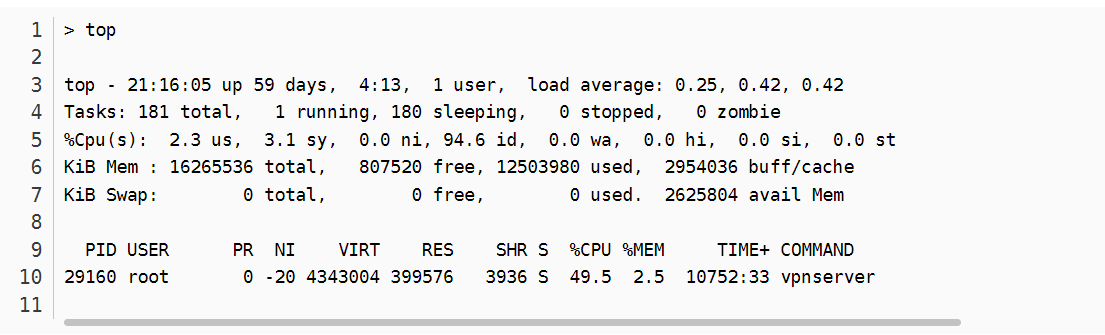 1 > top
2
3 top - 21:16:05 up 59 days,  4:13,  1 user,  load average: 0.25, 0.42, 0.42
4 Tasks: 181 total,   1 running, 180 sleeping,   0 stopped,   0 zombie
5 %Cpu(s):  2.3 us,  3.1 sy,  0.0 ni, 94.6 id,  0.0 wa,  0.0 hi,  0.0 si,  0.0 st
6 KiB Mem : 16265536 total,   807520 free, 12503980 used,  2954036 buff/cache
7 KiB Swap:        0 total,        0 free,        0 used.  2625804 avail Mem
8
9   PID USER      PR  NI    VIRT    RES    SHR S  %CPU %MEM     TIME+ COMMAND
10 29160 root       0 -20 4343004 399576   3936 S  49.5  2.5  10752:33 vpnserver
11